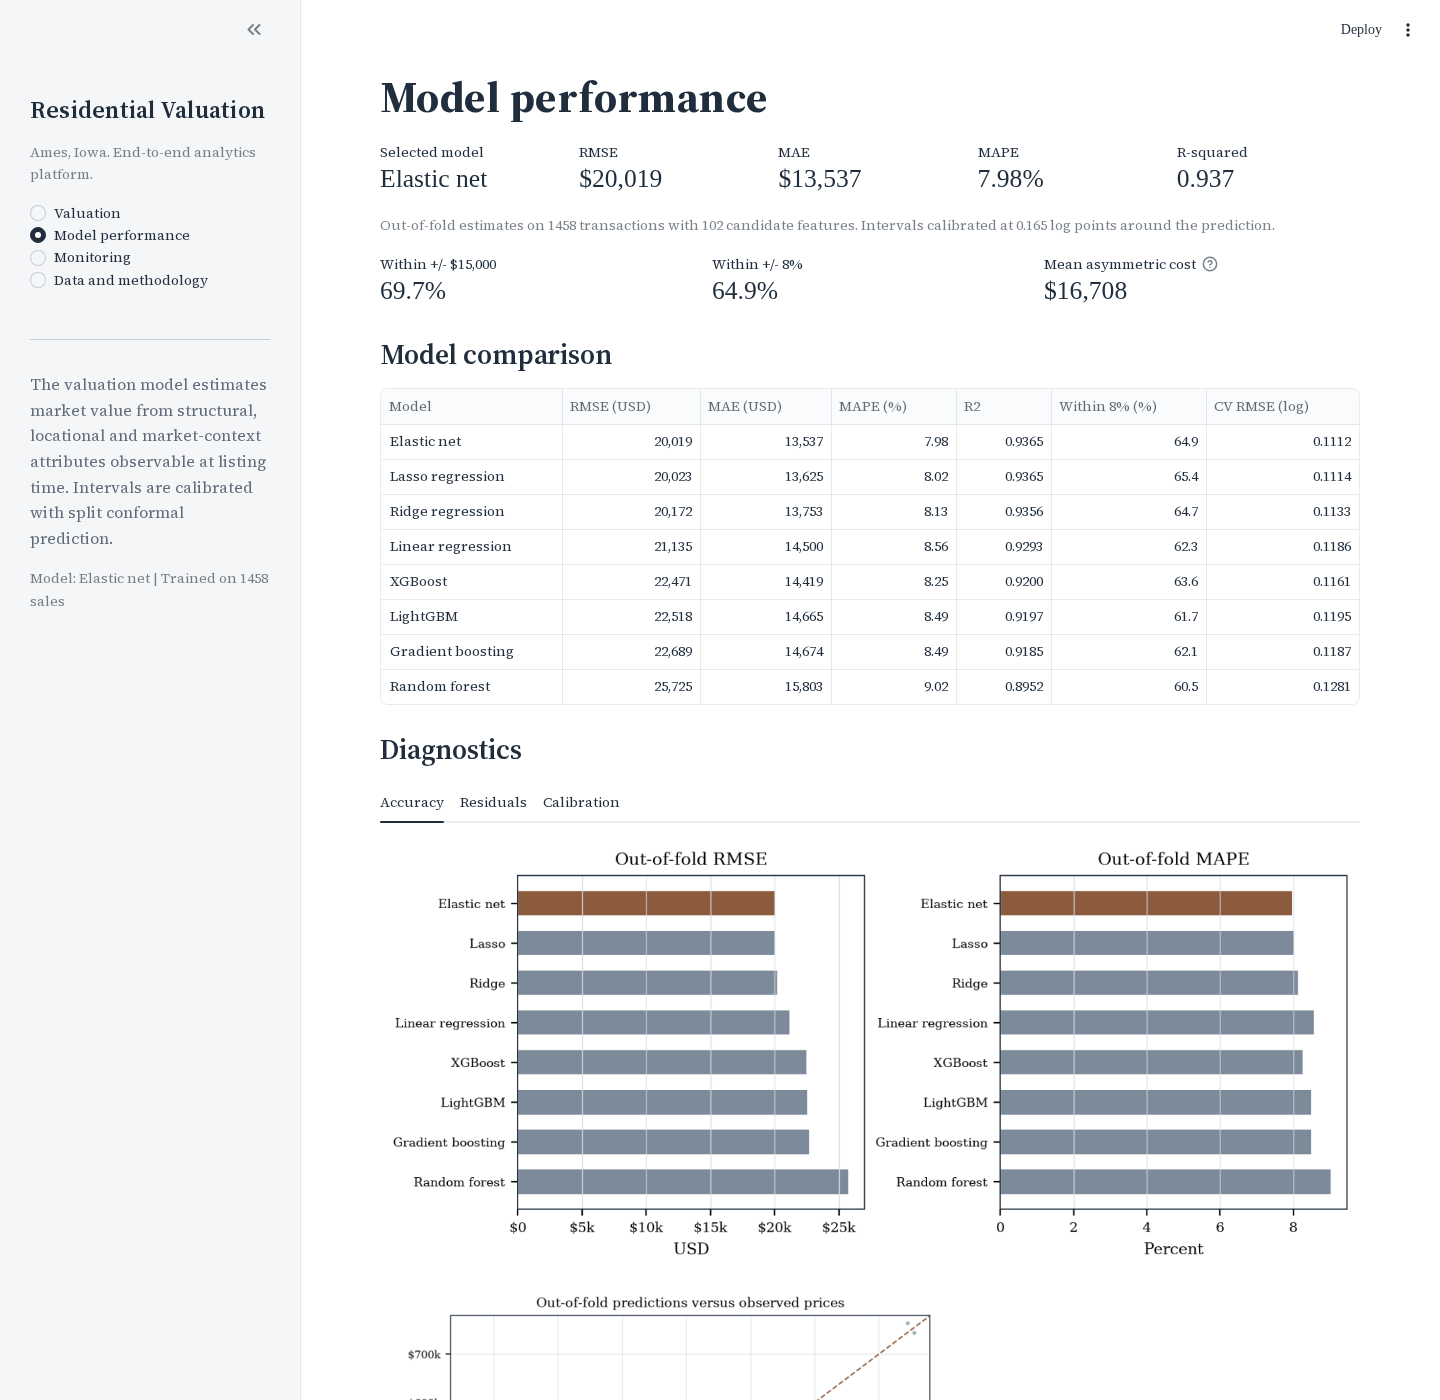 Deploy
Residential Valuation
Ames, Iowa. End-to-end analytics
platform.
Valuation
Model performance
Monitoring
Data and methodology
The valuation model estimates
market value from structural,
locational and market-context
attributes observable at listing
time. Intervals are calibrated
with split conformal
prediction.
Model: Elastic net | Trained on 1458
sales
Model performance
Selected model RMSE MAE MAPE R-squared
Elastic net $20,019 $13,537 7.98% 0.937
Out-of-fold estimates on 1458 transactions with 102 candidate features. Intervals calibrated at 0.165 log points around the prediction.
Within +/- $15,000 Within +/- 8% Mean asymmetric cost
69.7% 64.9% $16,708
Model comparison
Model RMSE (USD) MAE (USD) MAPE (%) R2 Within 8% (%) CV RMSE (log)
Elastic net 20,019 13,537 7.98 0.9365 64.9 0.1112
Lasso regression 20,023 13,625 8.02 0.9365 65.4 0.1114
Ridge regression 20,172 13,753 8.13 0.9356 64.7 0.1133
Linear regression 21,135 14,500 8.56 0.9293 62.3 0.1186
XGBoost 22,471 14,419 8.25 0.9200 63.6 0.1161
LightGBM 22,518 14,665 8.49 0.9197 61.7 0.1195
Gradient boosting 22,689 14,674 8.49 0.9185 62.1 0.1187
Random forest 25,725 15,803 9.02 0.8952 60.5 0.1281
Diagnostics
Accuracy Residuals Calibration
Out-of-fold RMSE
Elastic net
Lasso
Ridge
Linear regression
XGBoost
LightGBM
Gradient boosting
Random forest
$0 $5k $10k $15k $20k $25k
USD
Out-of-fold MAPE
Elastic net
Lasso
Ridge
Linear regression
XGBoost
LightGBM
Gradient boosting
Random forest
0 2 4 6 8
Percent
Out-of-fold predictions versus observed prices
$700k